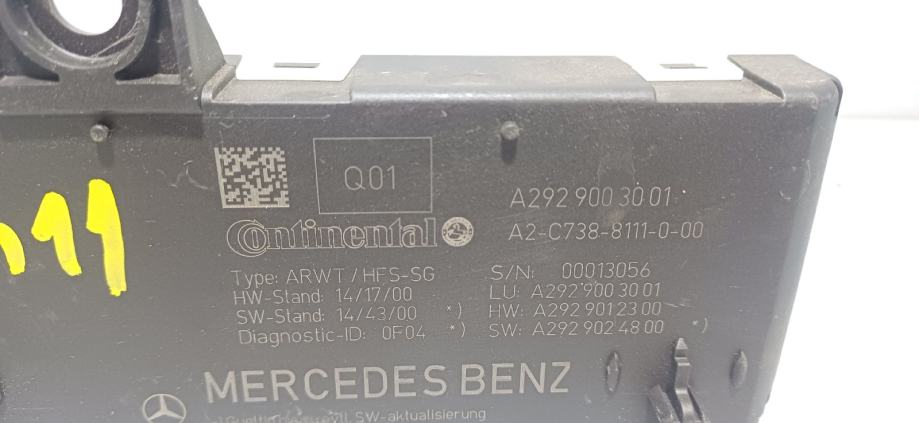 Q01
A292 900 30 01
Continental
A2-C738-8111-0-00
Type: ARWT/HFS-SG
S/N: 00013056
HW-Stand: 14/17/00
LU: A292 900 30 01
SW-Stand: 14/43/00 *)
HW: A292 901 23 00
Diagnostic-ID: 0F04 *)
SW: A292 902 48 00 *)
MERCEDES BENZ
SW-aktualisierung